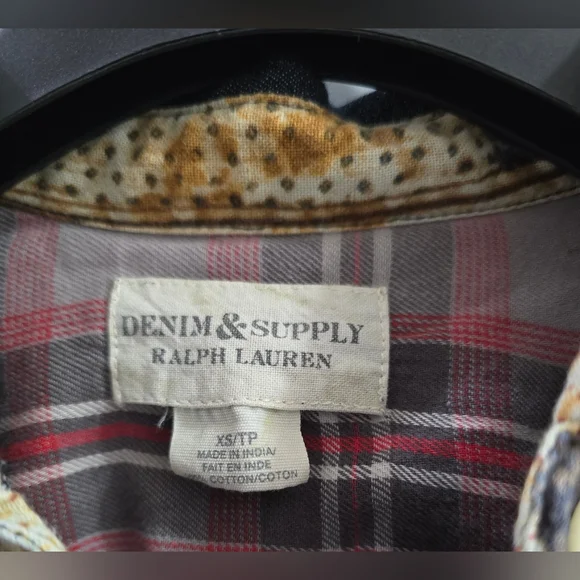 DENIM & SUPPLY
RALPH LAUREN
XS/TP
MADE IN INDIA/
FAIT EN INDE
COTTON/COTON